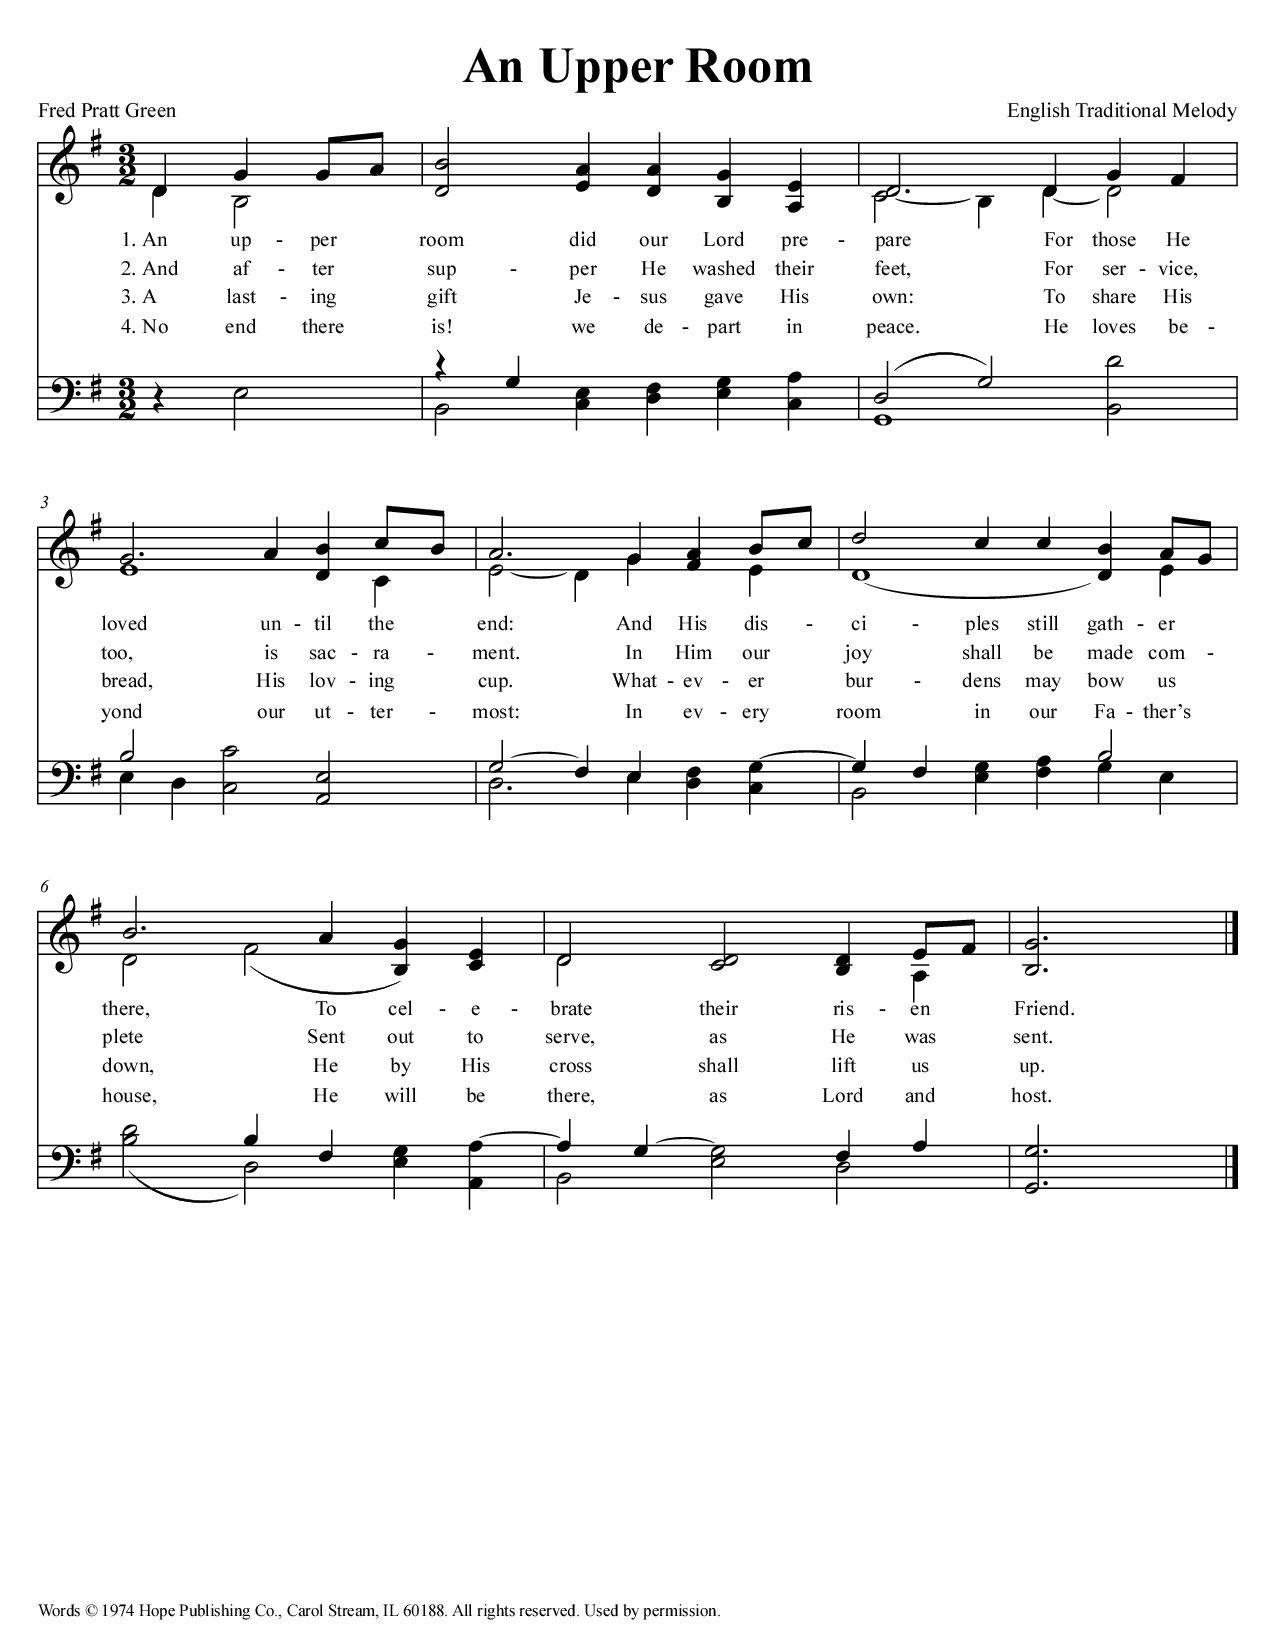 An Upper Room
Fred Pratt Green
English Traditional Melody
1. An up - per room did our Lord pre - pare For those He
2. And af - ter sup - per He washed their feet, For ser - vice,
3. A last - ing gift Je - sus gave His own: To share His
4. No end there is! we de - part in peace. He loves be -
3
loved un - til the end: And His dis - ci - ples still gath - er
too, is sac - ra - ment. In Him our joy shall be made com -
bread, His lov - ing cup. What - ev - er bur - dens may bow us
yond our ut - ter - most: In ev - ery room in our Fa - ther’s
6
there, To cel - e - brate their ris - en Friend.
plete Sent out to serve, as He was sent.
down, He by His cross shall lift us up.
house, He will be there, as Lord and host.
Words © 1974 Hope Publishing Co., Carol Stream, IL 60188. All rights reserved. Used by permission.